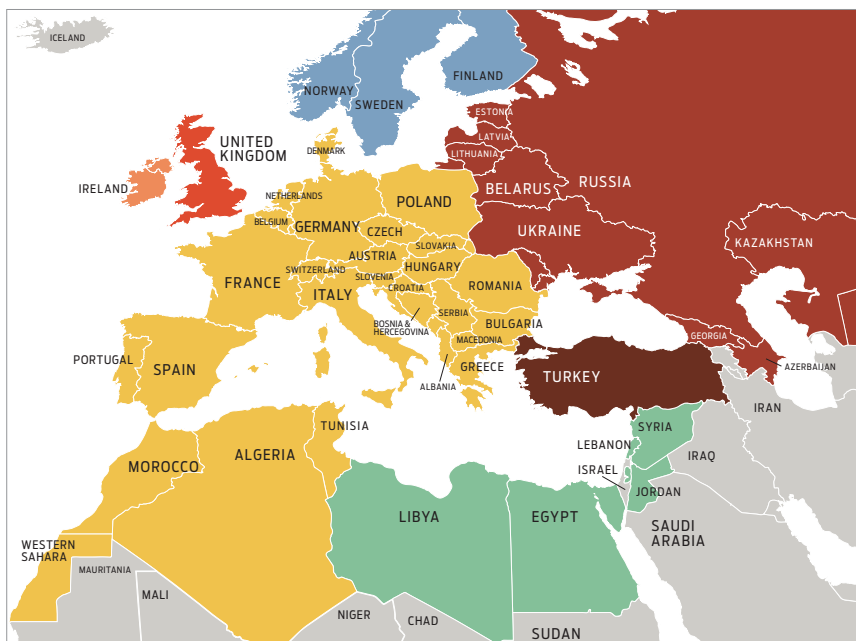 ICELAND
NORWAY
SWEDEN
FINLAND
ESTONIA
LATVIA
LITHUANIA
UNITED
KINGDOM
IRELAND
DENMARK
NETHERLANDS
BELGIUM
GERMANY
POLAND
BELARUS
RUSSIA
UKRAINE
KAZAKHSTAN
CZECH
SLOVAKIA
AUSTRIA
HUNGARY
FRANCE
SWITZERLAND
SLOVENIA
ITALY
CROATIA
ROMANIA
BOSNIA &
HERCEGOVINA
SERBIA
BULGARIA
MACEDONIA
GEORGIA
AZERBAIJAN
PORTUGAL
SPAIN
ALBANIA
GREECE
TURKEY
IRAN
TUNISIA
SYRIA
LEBANON
IRAQ
ISRAEL
JORDAN
MOROCCO
ALGERIA
LIBYA
EGYPT
SAUDI
ARABIA
WESTERN
SAHARA
MAURITANIA
MALI
NIGER
CHAD
SUDAN